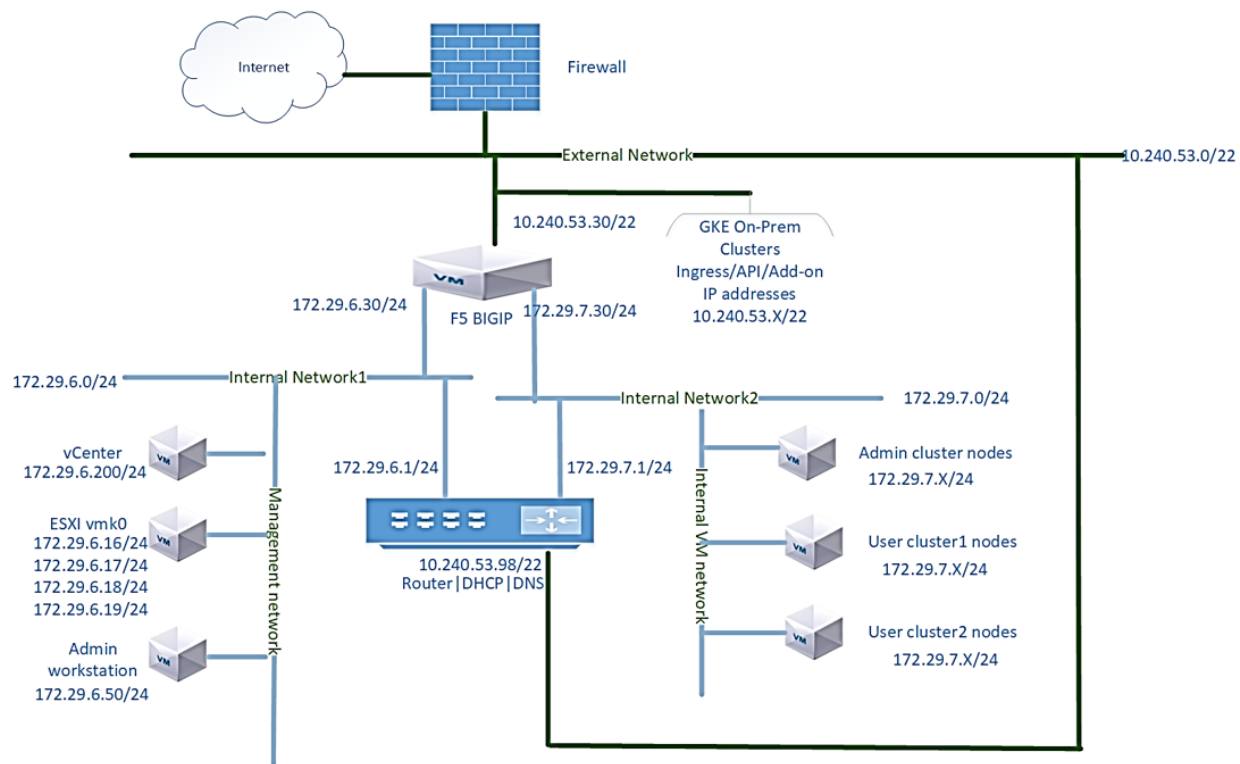 Internet
Firewall
External Network
10.240.53.0/22
10.240.53.30/22
GKE On-Prem
Clusters
Ingress/API/Add-on
IP addresses
10.240.53.X/22
VM
172.29.6.30/24
172.29.7.30/24
F5 BIGIP
172.29.6.0/24
Internal Network1
Internal Network2
172.29.7.0/24
vCenter
172.29.6.200/24
VM
172.29.6.1/24
172.29.7.1/24
VM
Admin cluster nodes
172.29.7.X/24
Management network
Internal VM network
ESXI vmk0
172.29.6.16/24
172.29.6.17/24
172.29.6.18/24
172.29.6.19/24
VM
VM
User cluster1 nodes
172.29.7.X/24
10.240.53.98/22
Router|DHCP|DNS
Admin
workstation
172.29.6.50/24
VM
VM
User cluster2 nodes
172.29.7.X/24